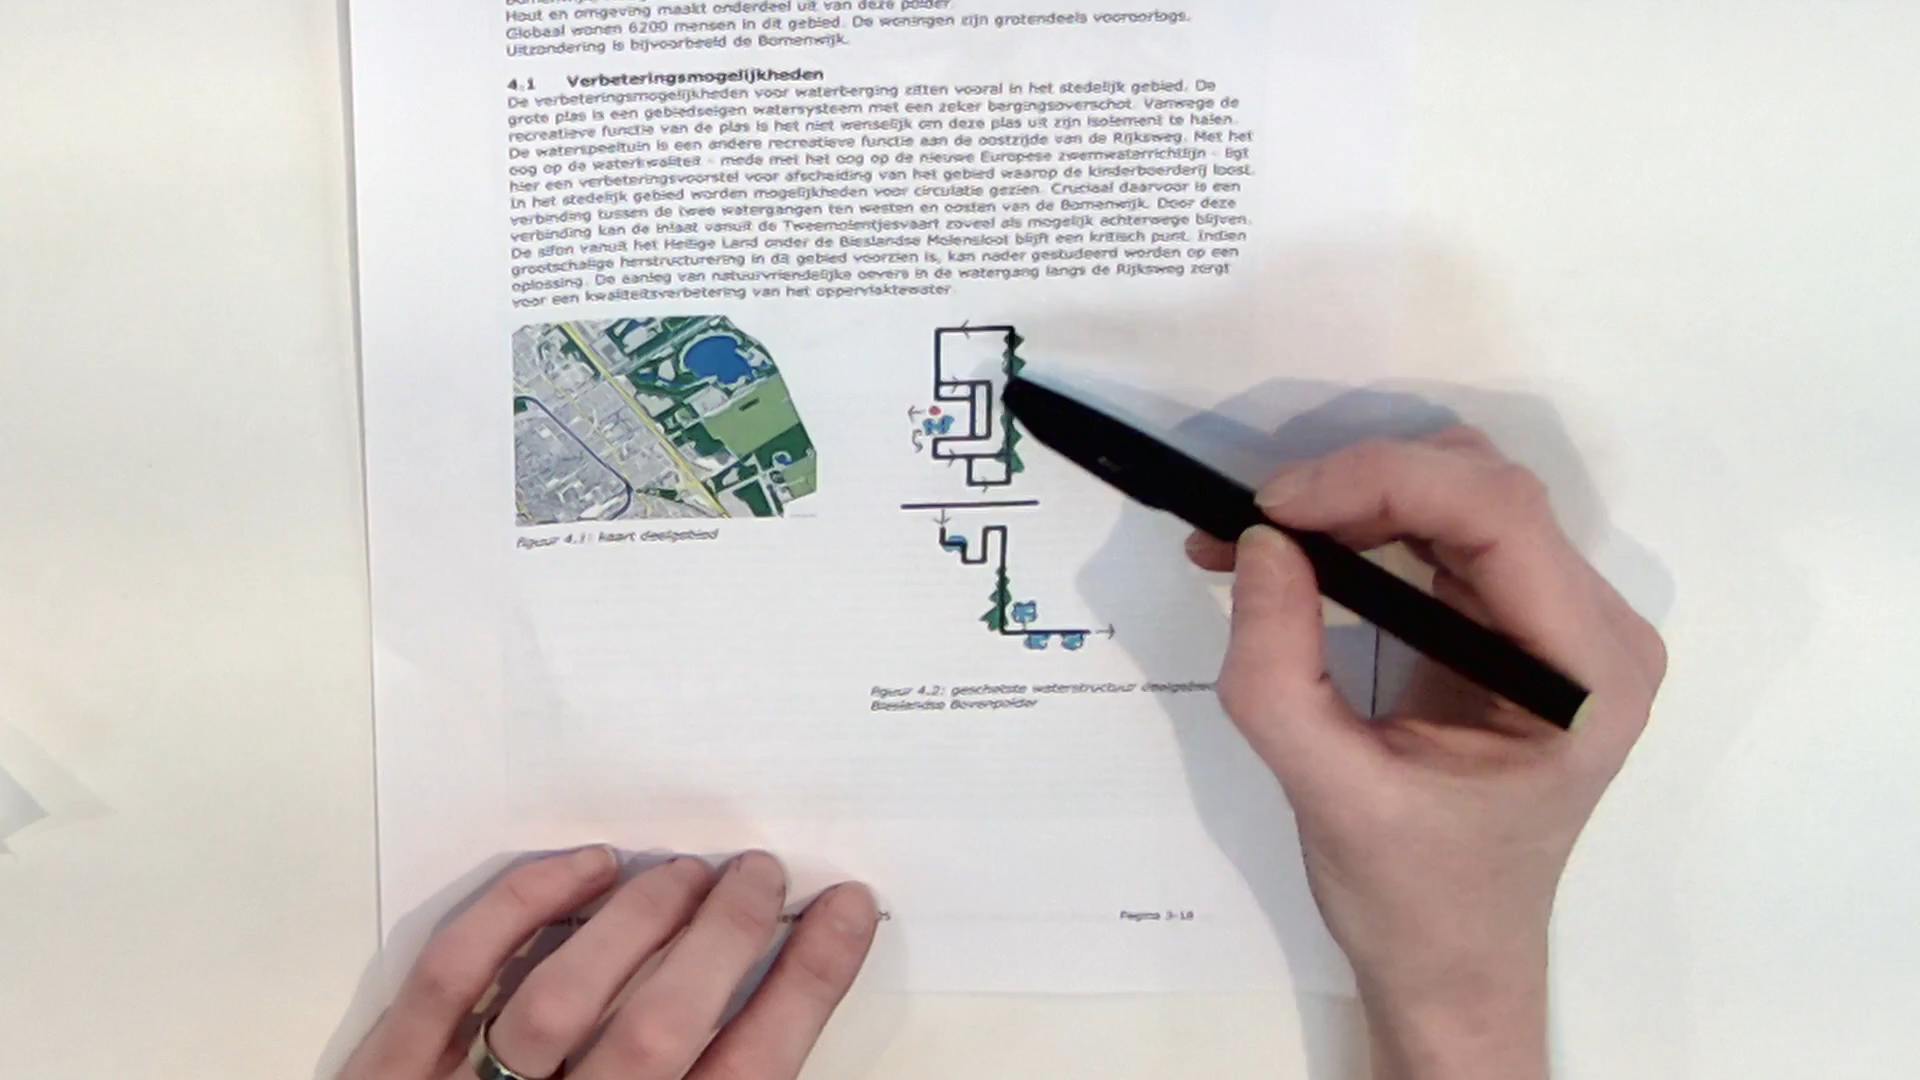 Hout en omgeving maakt onderdeel uit van deze polder.
Globaal wonen 6200 mensen in dit gebied. De woningen zijn grotendeels vooroorlogs.
Uitzondering is bijvoorbeeld de Bomenwijk.
4.1 Verbeteringsmogelijkheden
De verbeteringsmogelijkheden voor waterberging zitten vooral in het stedelijk gebied. De
grote plas is een gebiedseigen watersysteem met een zeker bergingsoverschot. Vanwege de
recreatieve functie van de plas is het niet wenselijk om deze plas uit zijn isolement te halen.
De waterspeeltuin is een andere recreatieve functie aan de oostzijde van de Rijksweg. Met het
oog op de waterkwaliteit - mede met het oog op de nieuwe Europese zwemwaterrichtlijn - ligt
hier een verbeteringsvoorstel voor afscheiding van het gebied waarop de kinderboerderij loost.
In het stedelijk gebied worden mogelijkheden voor circulatie gezien. Cruciaal daarvoor is een
verbinding tussen de twee watergangen ten westen en oosten van de Bomenwijk. Door deze
verbinding kan de inlaat vanuit de Tweemolentjesvaart zoveel als mogelijk achterwege blijven.
De sifon vanuit het Heilige Land onder de Bieslandse Molensloot blijft een kritisch punt. Indien
grootschalige herstructurering in dit gebied voorzien is, kan nader gestudeerd worden op een
oplossing. De aanleg van natuurvriendelijke oevers in de watergang langs de Rijksweg zorgt
voor een kwaliteitsverbetering van het oppervlaktewater.
figuur 4.1: kaart deelgebied
figuur 4.2: geschetste waterstructuur
Bieslandse Bovenpolder
Pagina 3-18